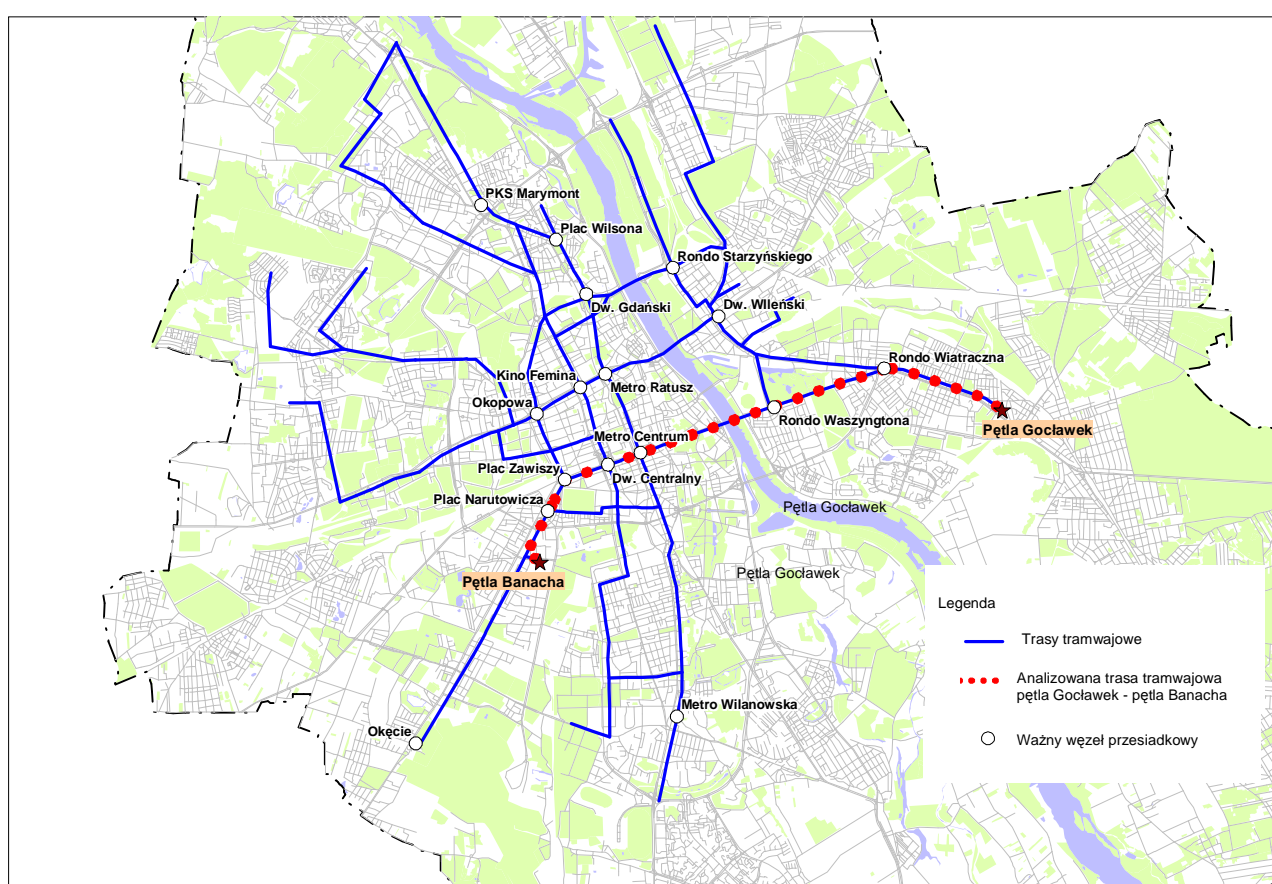 PKS Marymont
Plac Wilsona
Rondo Starzyńskiego
Dw. Gdański
Dw. WIleński
Rondo Wiatraczna
Kino Femina
Metro Ratusz
Okopowa
Rondo Waszyngtona
Pętla Gocławek
Metro Centrum
Plac Zawiszy
Dw. Centralny
Plac Narutowicza
Pętla Gocławek
Pętla Banacha
Pętla Gocławek
Legenda
Trasy tramwajowe
Analizowana trasa tramwajowa
pętla Gocławek - pętla Banacha
Metro Wilanowska
Okęcie
Ważny węzeł przesiadkowy